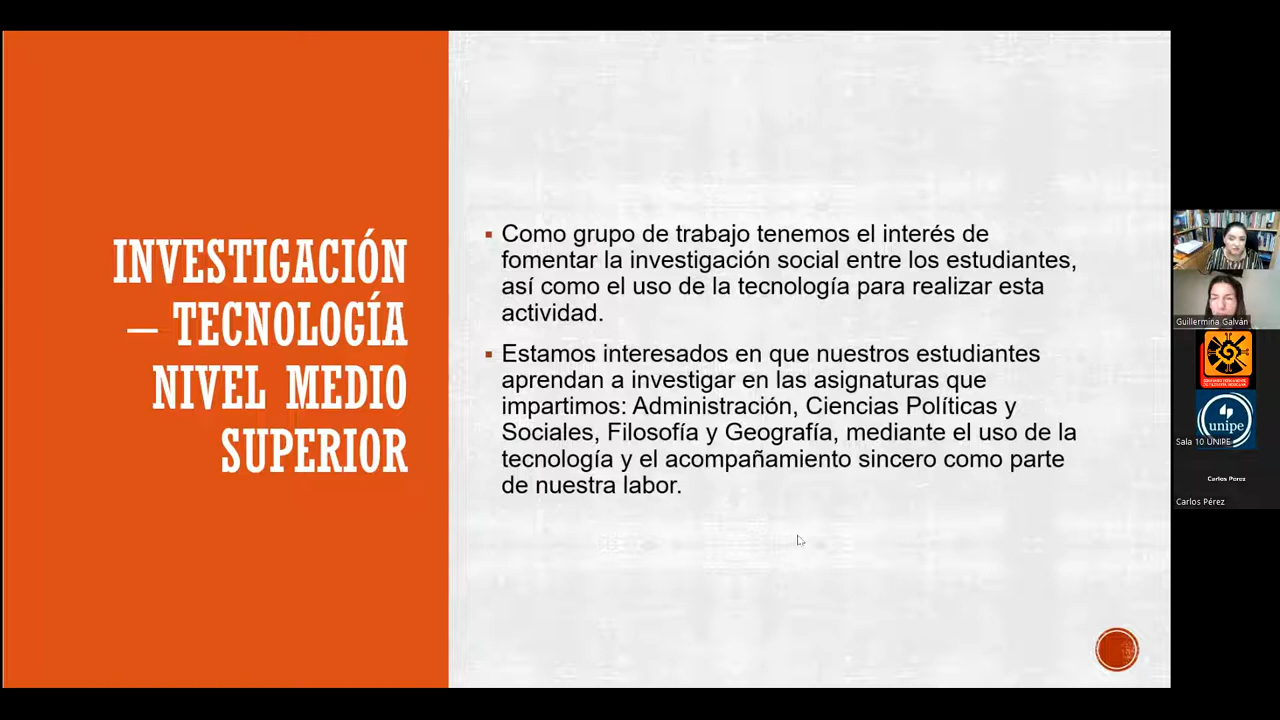 INVESTIGACIÓN
– TECNOLOGÍA
NIVEL MEDIO
SUPERIOR
▪ Como grupo de trabajo tenemos el interés de
fomentar la investigación social entre los estudiantes,
así como el uso de la tecnología para realizar esta
actividad.
▪ Estamos interesados en que nuestros estudiantes
aprendan a investigar en las asignaturas que
impartimos: Administración, Ciencias Políticas y
Sociales, Filosofía y Geografía, mediante el uso de la
tecnología y el acompañamiento sincero como parte
de nuestra labor.
Guillermina Galván
unipe
Sala 10 UNIPE
Carlos Pérez
Carlos Pérez